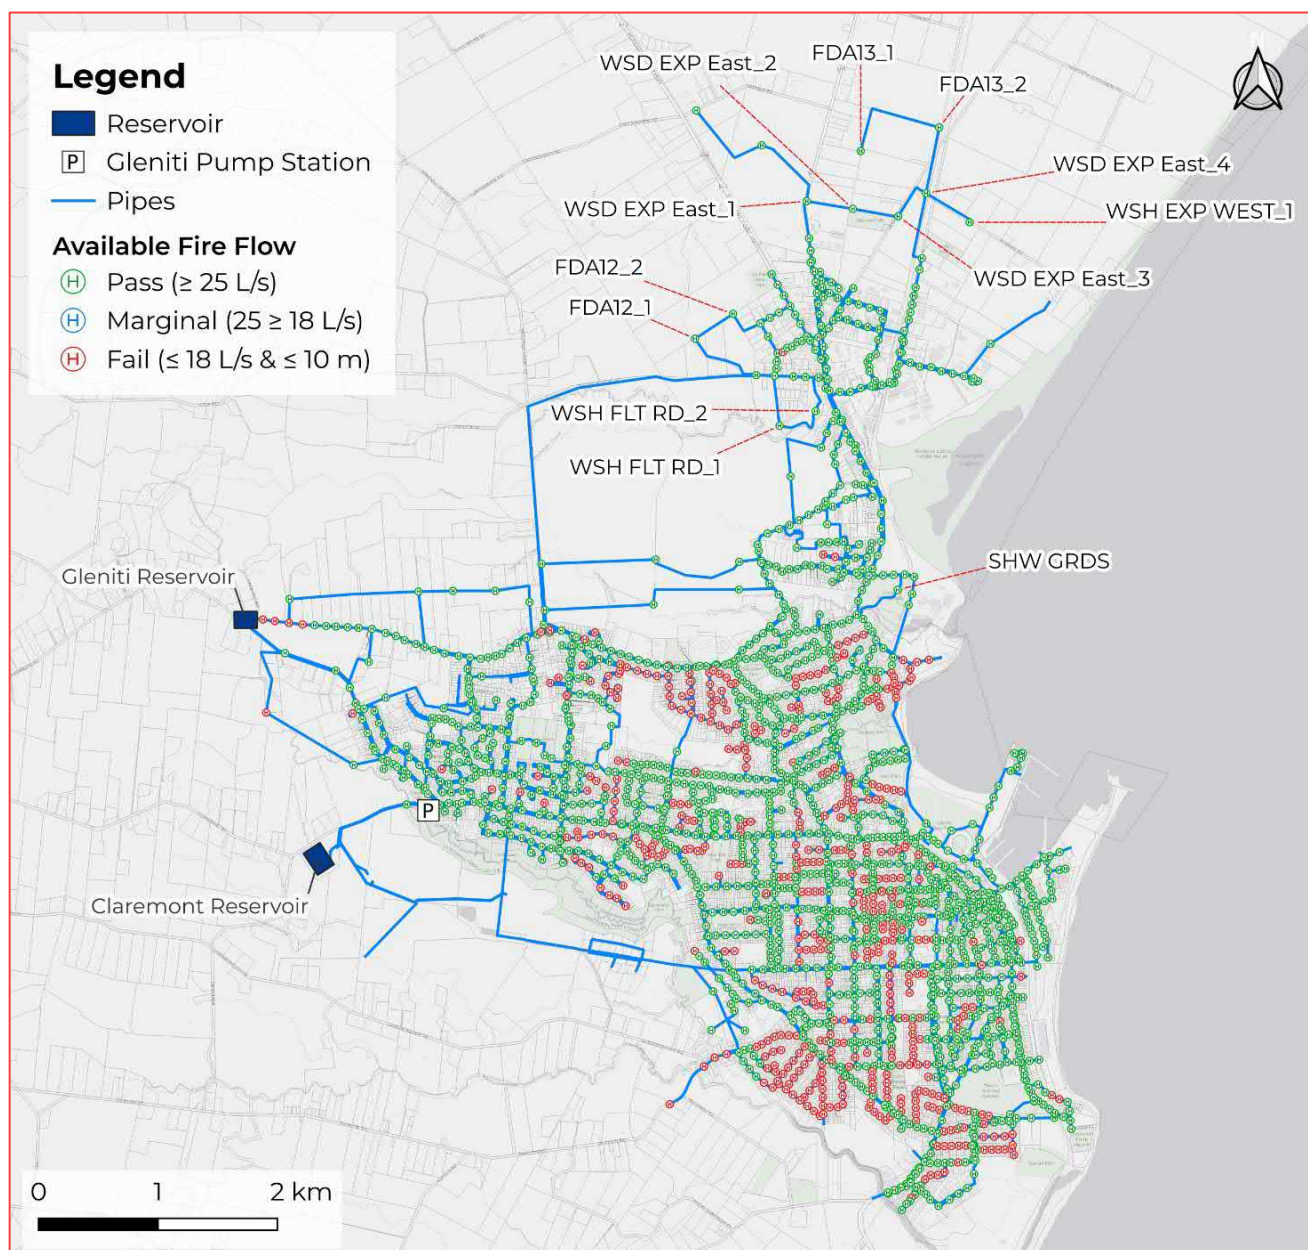 Legend
Reservoir
P Gleniti Pump Station
Pipes
Available Fire Flow
H Pass (≥ 25 L/s)
H Marginal (25 ≥ 18 L/s)
H Fail (≤ 18 L/s & ≤ 10 m)
FDA13_1
WSD EXP East_2
FDA13_2
WSD EXP East_4
WSD EXP East_1
WSH EXP WEST_1
FDA12_2
WSD EXP East_3
FDA12_1
WSH FLT RD_2
WSH FLT RD_1
SHW GRDS
Gleniti Reservoir
P
Claremont Reservoir
0 1 2 km